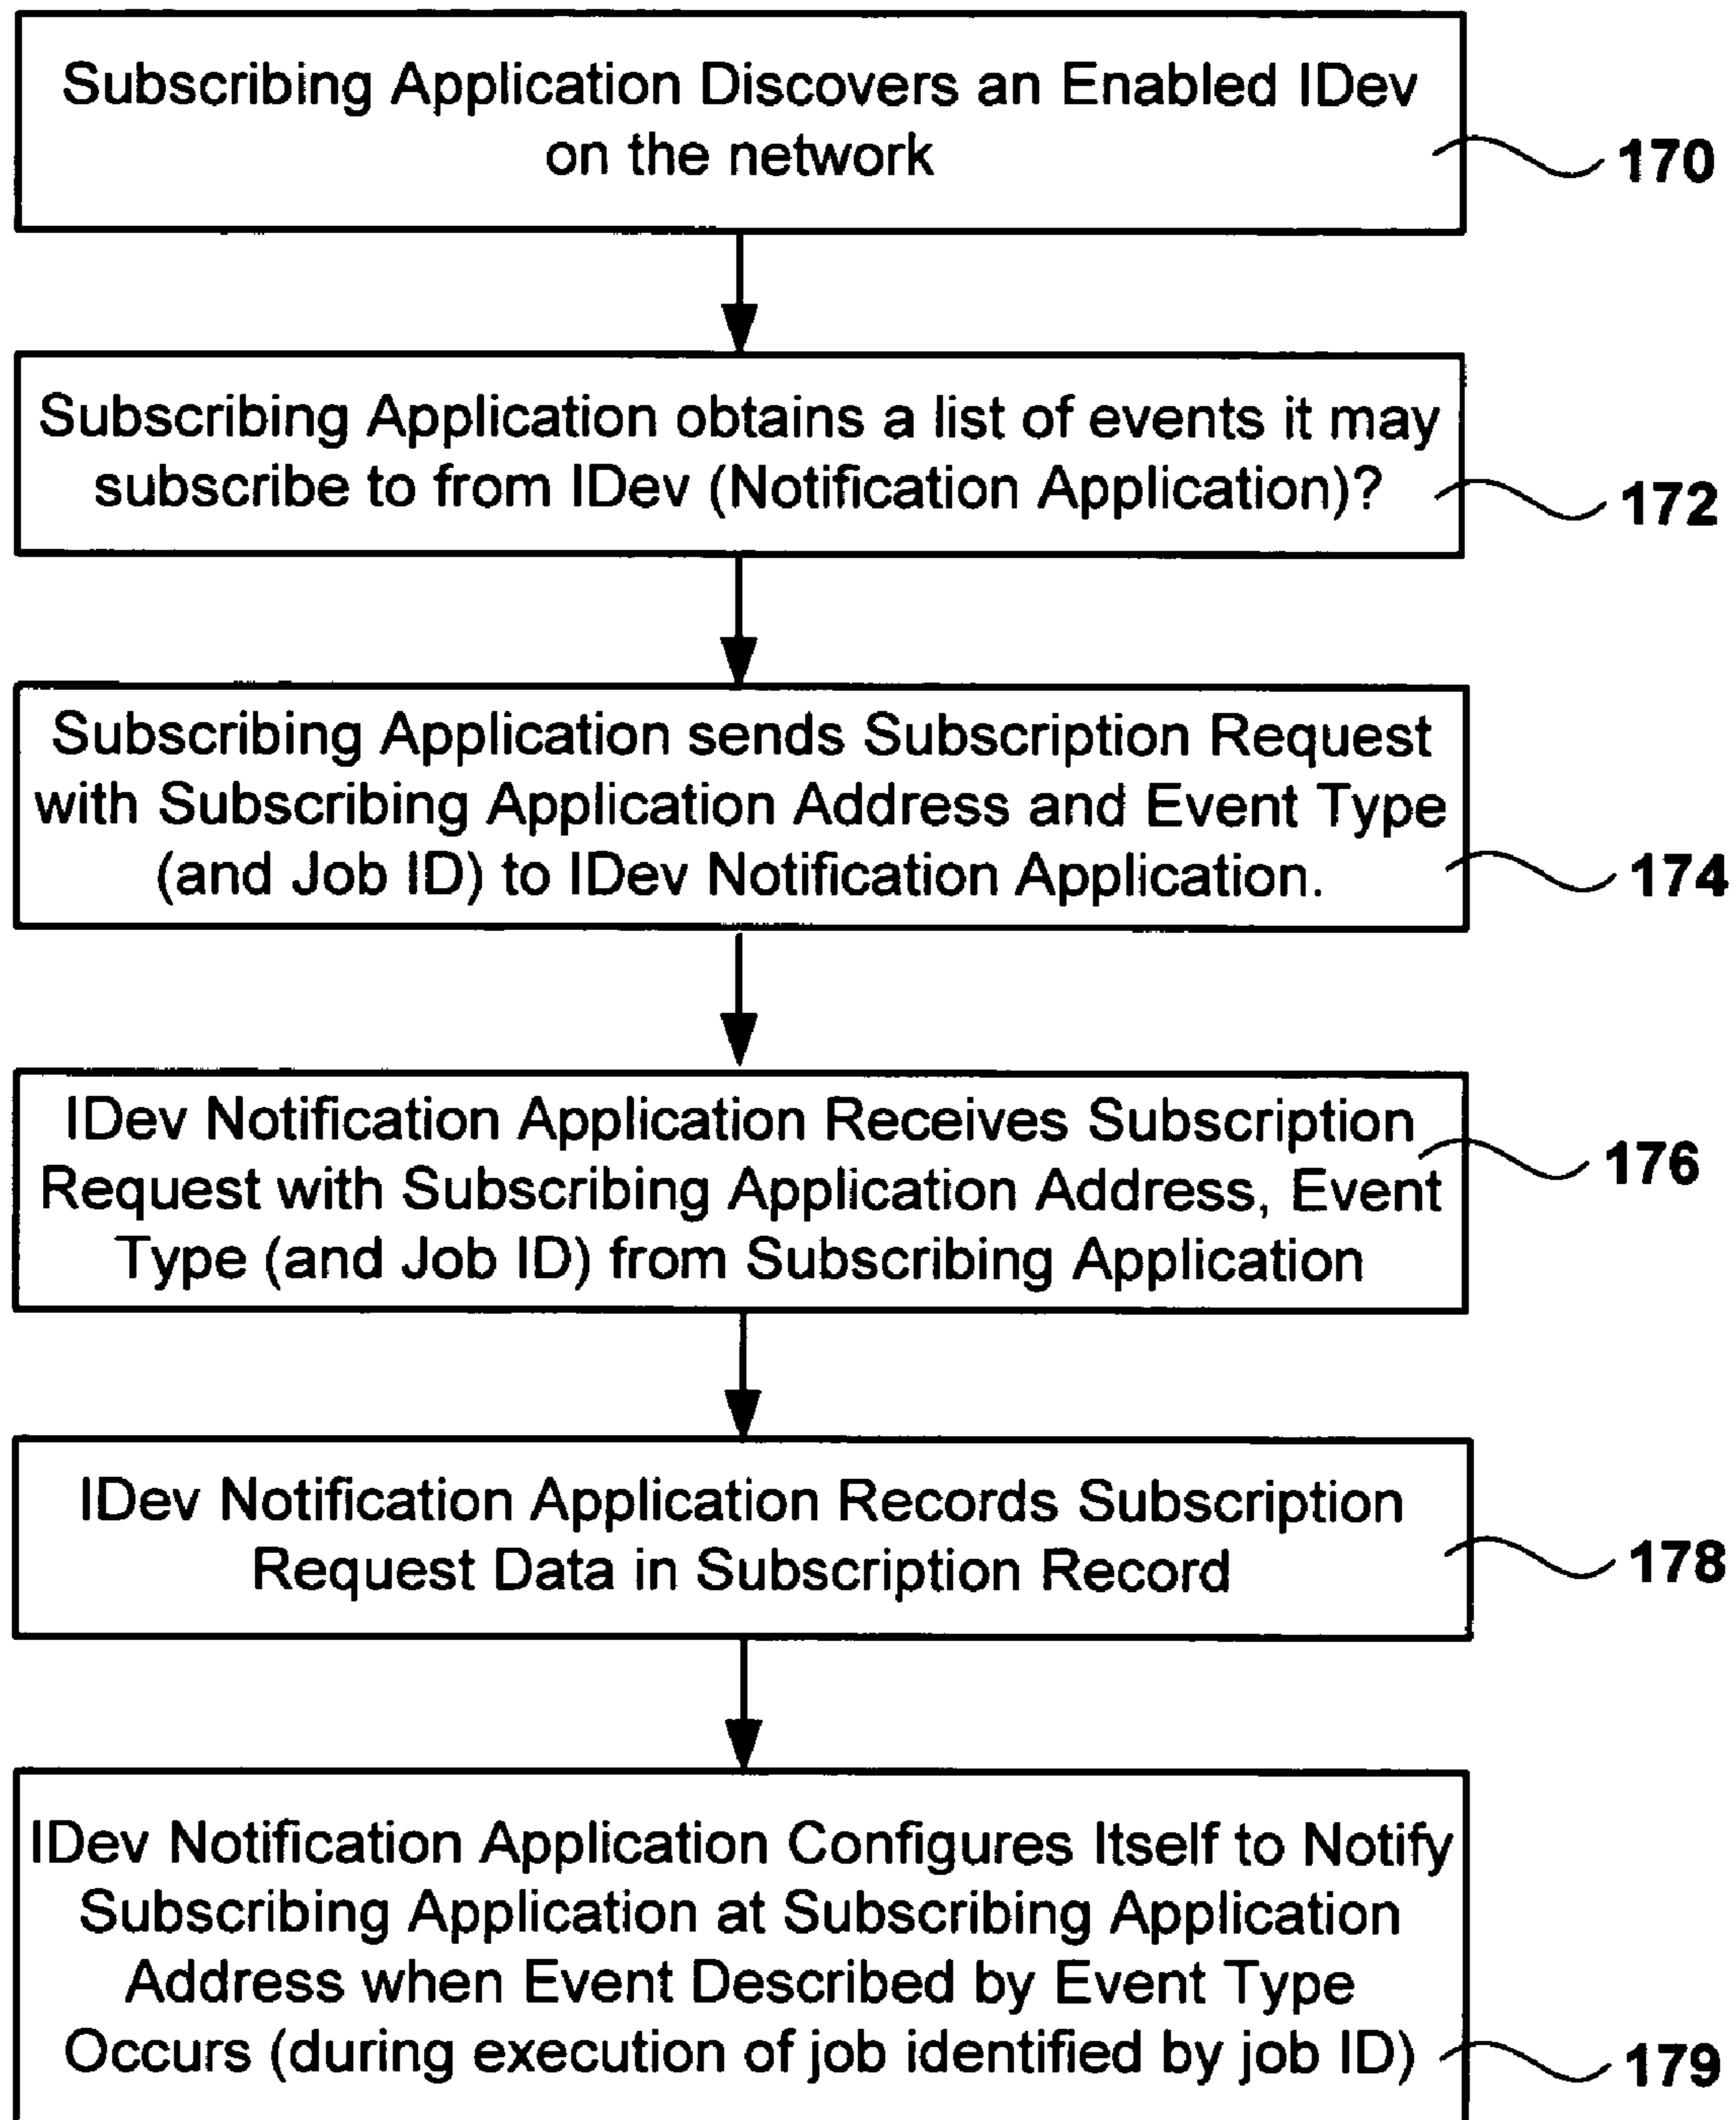 Subscribing Application Discovers an Enabled IDev
on the network
170
Subscribing Application obtains a list of events it may
subscribe to from IDev (Notification Application)?
172
Subscribing Application sends Subscription Request
with Subscribing Application Address and Event Type
(and Job ID) to IDev Notification Application.
174
IDev Notification Application Receives Subscription
Request with Subscribing Application Address, Event
Type (and Job ID) from Subscribing Application
176
IDev Notification Application Records Subscription
Request Data in Subscription Record
178
IDev Notification Application Configures Itself to Notify
Subscribing Application at Subscribing Application
Address when Event Described by Event Type
Occurs (during execution of job identified by job ID)
179